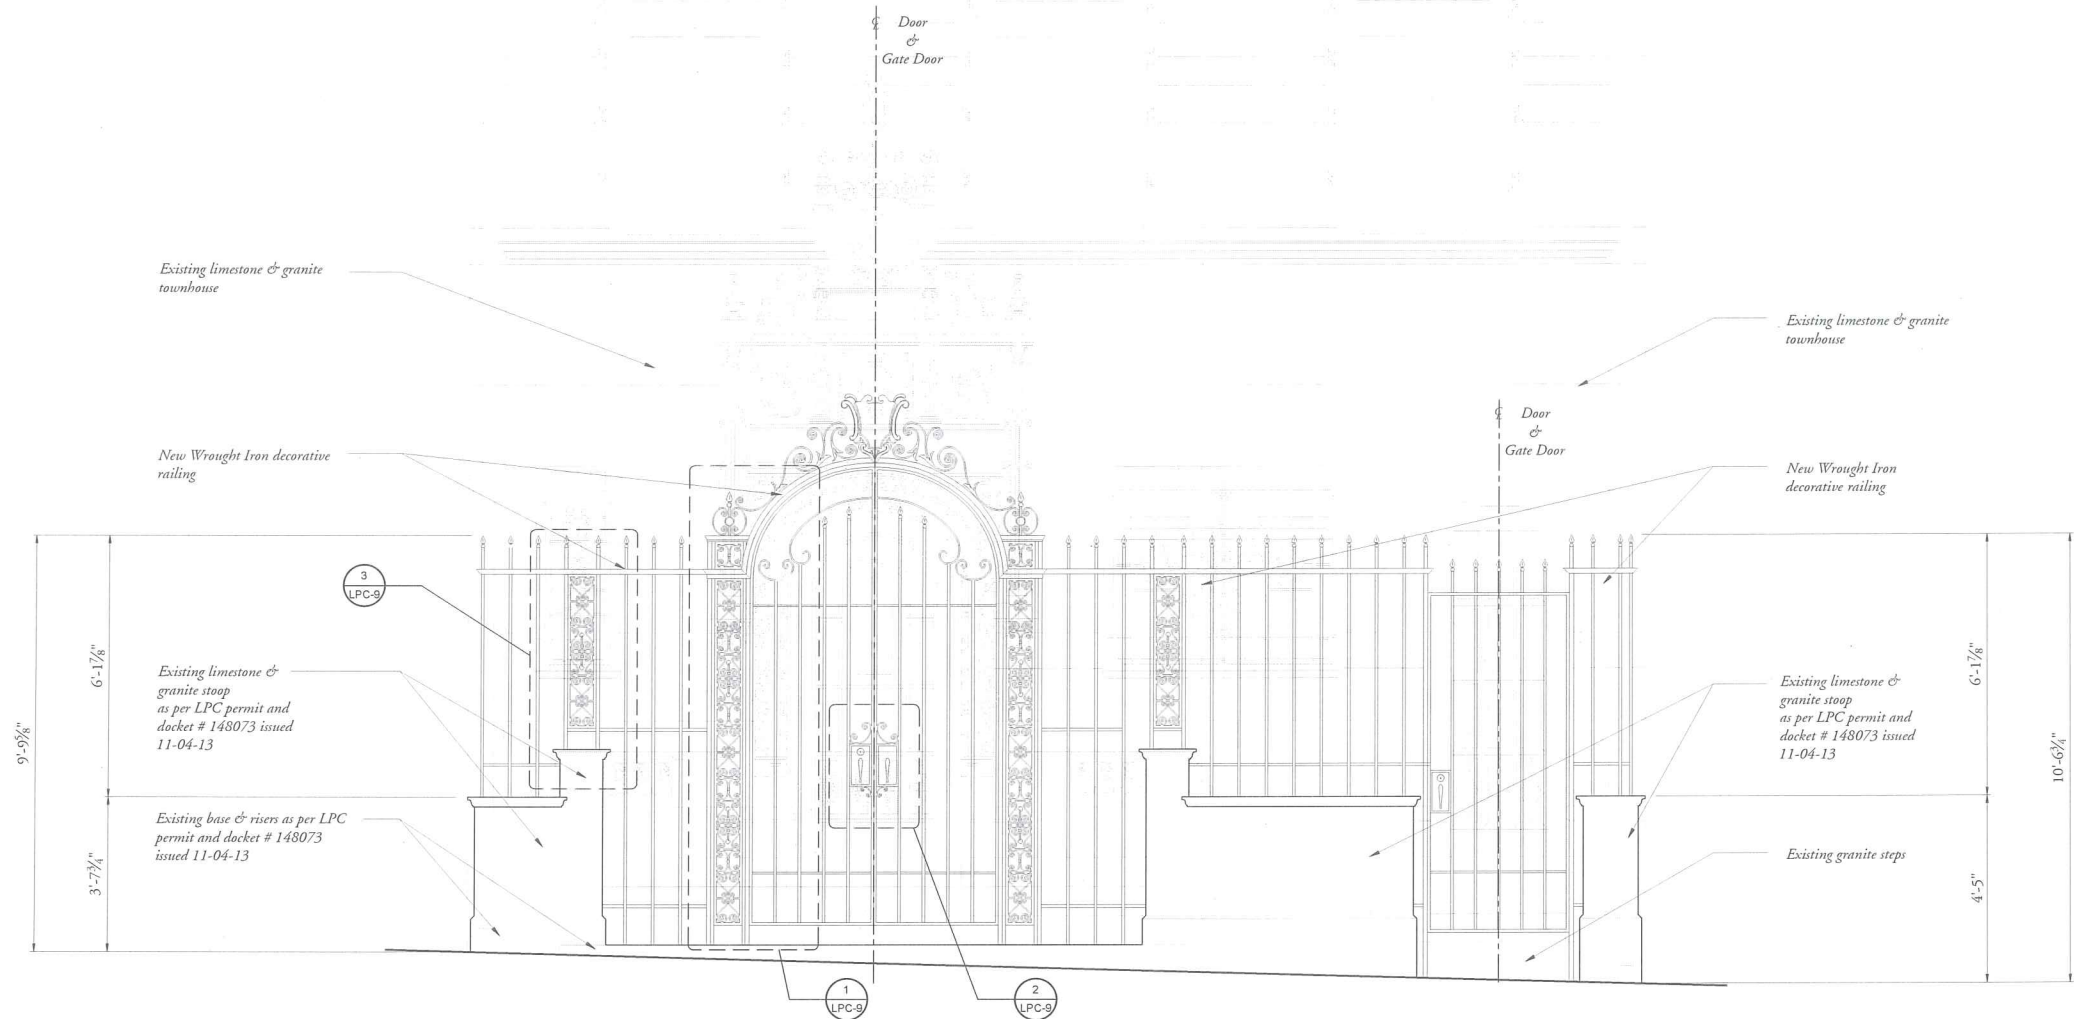 ℄ Door
&
Gate Door
Existing limestone & granite
townhouse
Existing limestone & granite
townhouse
℄ Door
&
Gate Door
New Wrought Iron decorative
railing
New Wrought Iron
decorative railing
3
LPC-9
6'-1⅞"
9'-9⅝"
3'-7¾"
Existing limestone &
granite stoop
as per LPC permit and
docket # 148073 issued
11-04-13
Existing base & risers as per LPC
permit and docket # 148073
issued 11-04-13
Existing limestone &
granite stoop
as per LPC permit and
docket # 148073 issued
11-04-13
Existing granite steps
6'-1⅞"
10'-6¾"
4'-5"
1
LPC-9
2
LPC-9